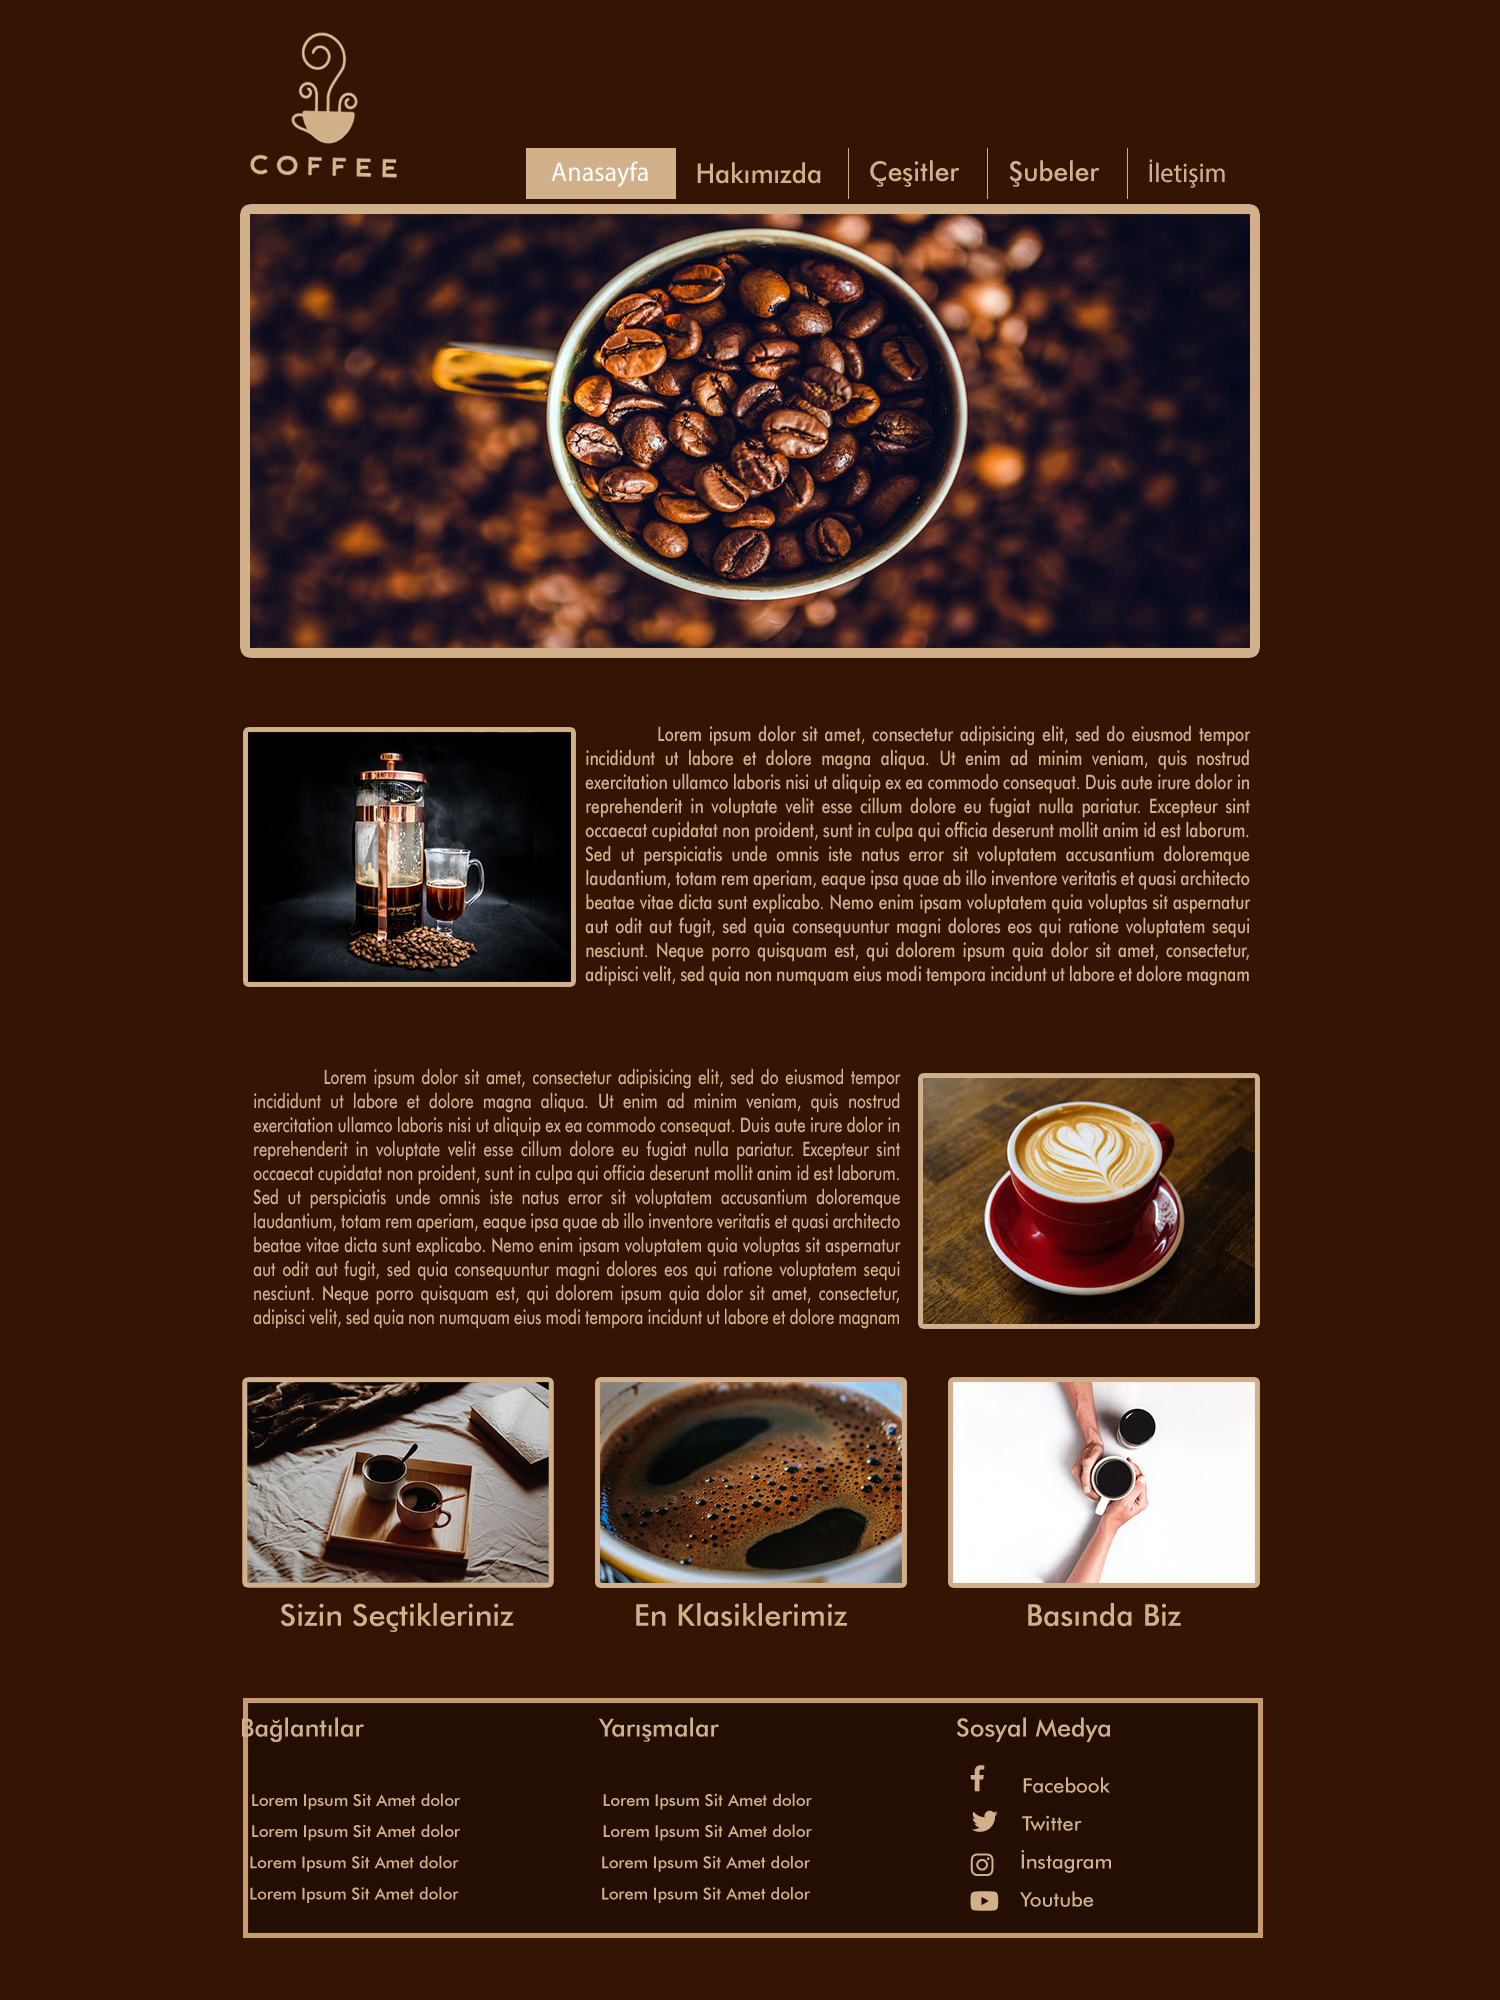 COFFEE
Anasayfa
Hakımızda
Çeşitler
Şubeler
İletişim
Lorem ipsum dolor sit amet, consectetur adipisicing elit, sed do eiusmod tempor
incididunt ut labore et dolore magna aliqua. Ut enim ad minim veniam, quis nostrud
exercitation ullamco laboris nisi ut aliquip ex ea commodo consequat. Duis aute irure dolor in
reprehenderit in voluptate velit esse cillum dolore eu fugiat nulla pariatur. Excepteur sint
occaecat cupidatat non proident, sunt in culpa qui officia deserunt mollit anim id est laborum.
Sed ut perspiciatis unde omnis iste natus error sit voluptatem accusantium doloremque
laudantium, totam rem aperiam, eaque ipsa quae ab illo inventore veritatis et quasi architecto
beatae vitae dicta sunt explicabo. Nemo enim ipsam voluptatem quia voluptas sit aspernatur
aut odit aut fugit, sed quia consequuntur magni dolores eos qui ratione voluptatem sequi
nesciunt. Neque porro quisquam est, qui dolorem ipsum quia dolor sit amet, consectetur,
adipisci velit, sed quia non numquam eius modi tempora incidunt ut labore et dolore magnam
Lorem ipsum dolor sit amet, consectetur adipisicing elit, sed do eiusmod tempor
incididunt ut labore et dolore magna aliqua. Ut enim ad minim veniam, quis nostrud
exercitation ullamco laboris nisi ut aliquip ex ea commodo consequat. Duis aute irure dolor in
reprehenderit in voluptate velit esse cillum dolore eu fugiat nulla pariatur. Excepteur sint
occaecat cupidatat non proident, sunt in culpa qui officia deserunt mollit anim id est laborum.
Sed ut perspiciatis unde omnis iste natus error sit voluptatem accusantium doloremque
laudantium, totam rem aperiam, eaque ipsa quae ab illo inventore veritatis et quasi architecto
beatae vitae dicta sunt explicabo. Nemo enim ipsam voluptatem quia voluptas sit aspernatur
aut odit aut fugit, sed quia consequuntur magni dolores eos qui ratione voluptatem sequi
nesciunt. Neque porro quisquam est, qui dolorem ipsum quia dolor sit amet, consectetur,
adipisci velit, sed quia non numquam eius modi tempora incidunt ut labore et dolore magnam
Sizin Seçtikleriniz
En Klasiklerimiz
Basında Biz
Bağlantılar
Lorem Ipsum Sit Amet dolor
Lorem Ipsum Sit Amet dolor
Lorem Ipsum Sit Amet dolor
Lorem Ipsum Sit Amet dolor
Yarışmalar
Lorem Ipsum Sit Amet dolor
Lorem Ipsum Sit Amet dolor
Lorem Ipsum Sit Amet dolor
Lorem Ipsum Sit Amet dolor
Sosyal Medya
Facebook
Twitter
İnstagram
Youtube